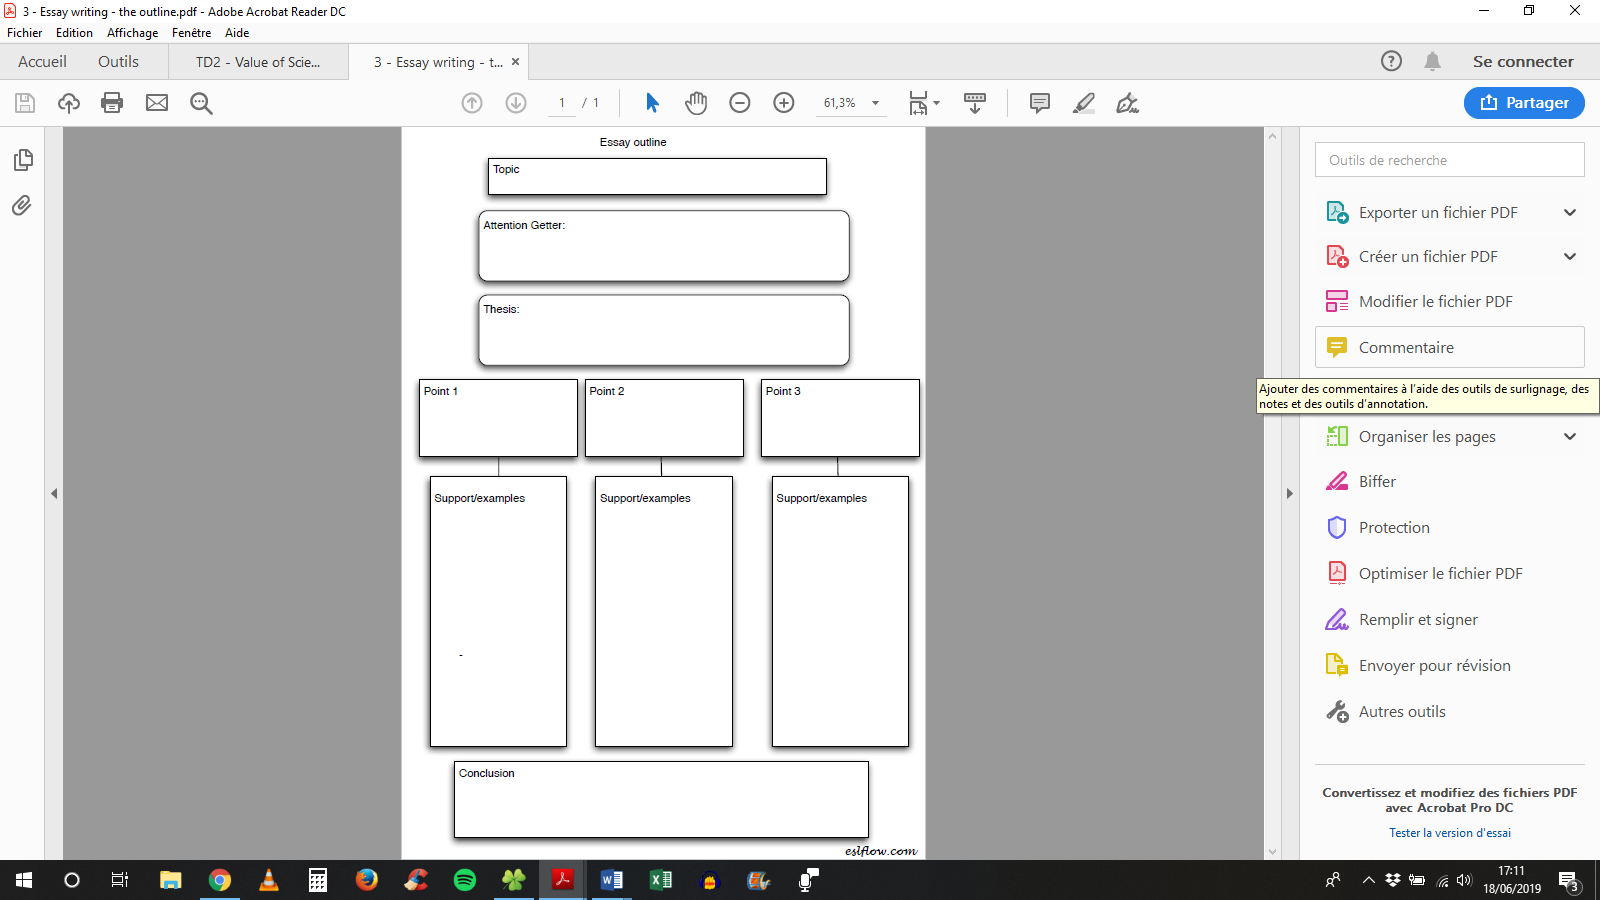 3 - Essay writing - the outline.pdf - Adobe Acrobat Reader DC
Fichier Edition Affichage Fenêtre Aide
Accueil Outils TD2 - Value of Scie... 3 - Essay writing - t... × Se connecter
1 / 1 61,3% Partager
Essay outline
Topic
Attention Getter:
Thesis:
Point 1 Point 2 Point 3
Support/examples Support/examples Support/examples
-
Conclusion
eslflow.com
Outils de recherche
Exporter un fichier PDF
Créer un fichier PDF
Modifier le fichier PDF
Commentaire
Ajouter des commentaires à l'aide des outils de surlignage, des
notes et des outils d'annotation.
Organiser les pages
Biffer
Protection
Optimiser le fichier PDF
Remplir et signer
Envoyer pour révision
Autres outils
Convertissez et modifiez des fichiers PDF
avec Acrobat Pro DC
Tester la version d'essai
17:11
18/06/2019
3